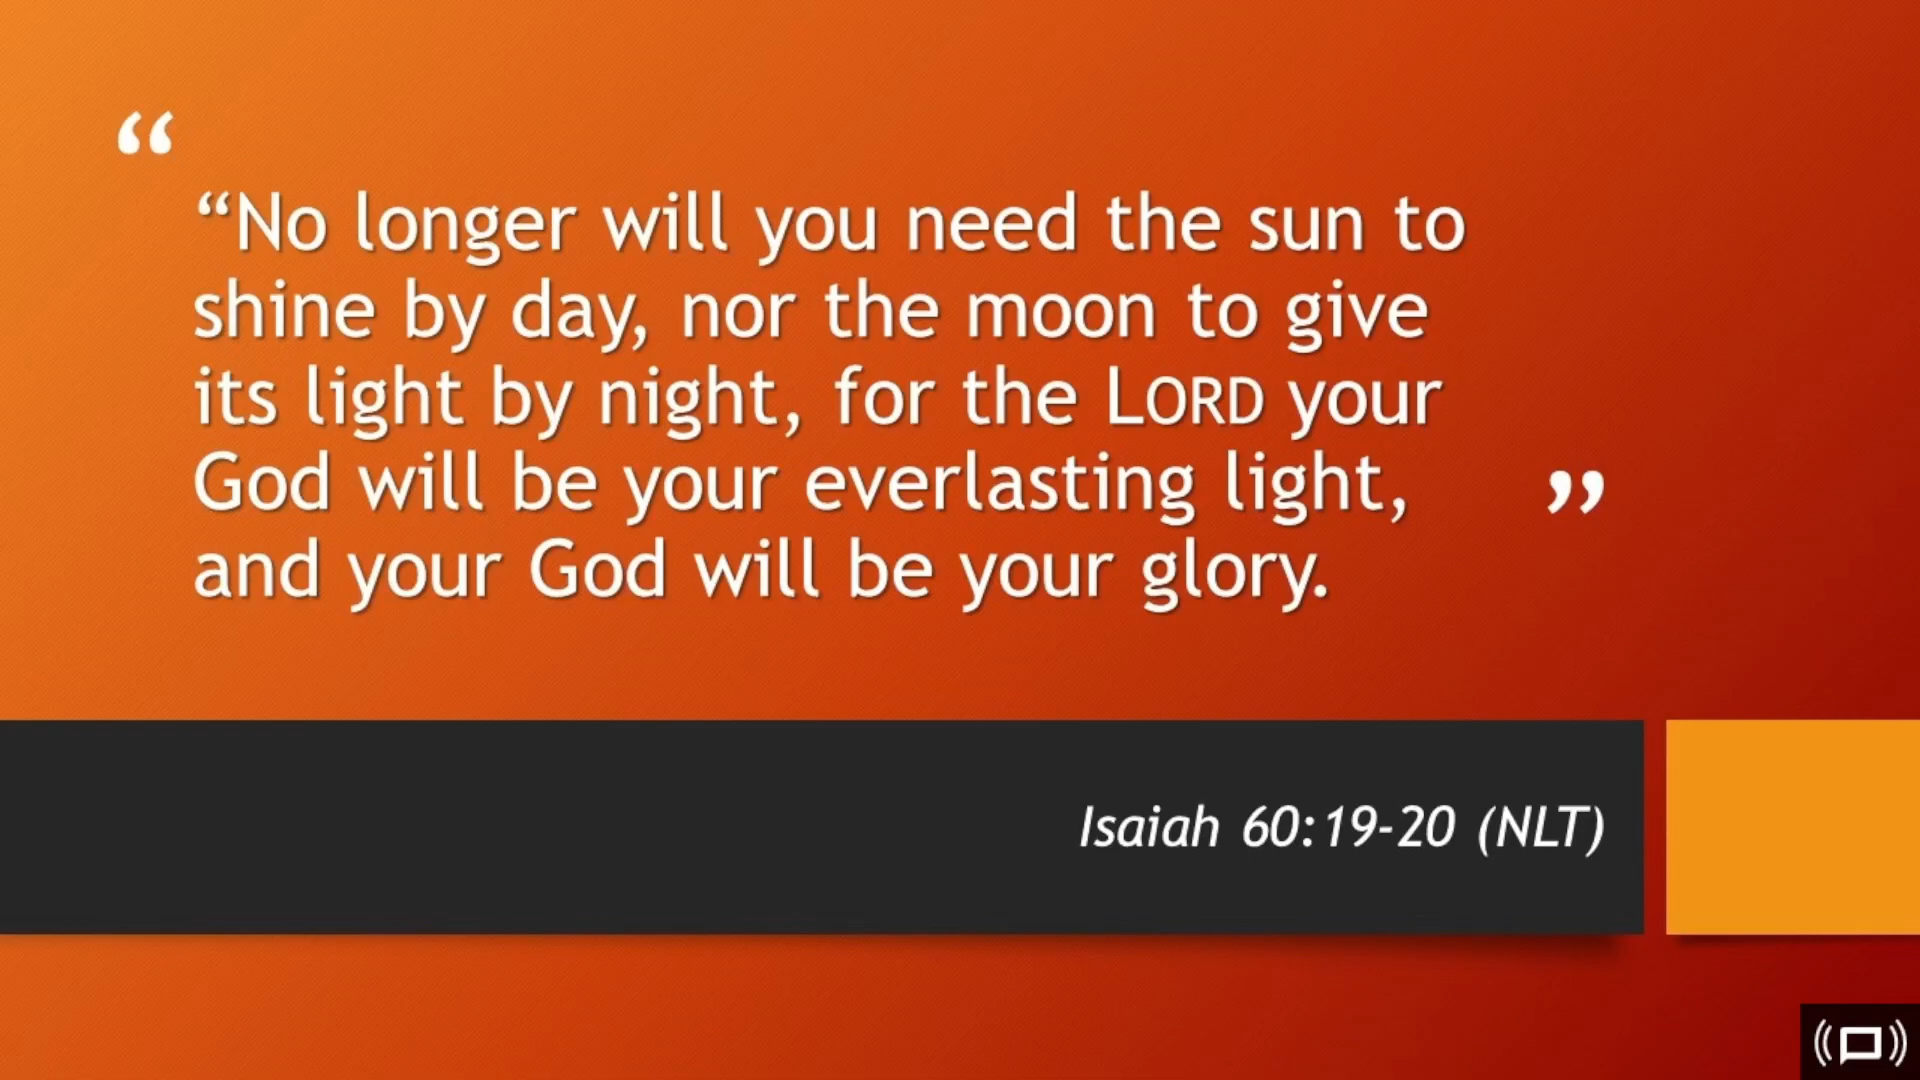 “
“No longer will you need the sun to
shine by day, nor the moon to give
its light by night, for the LORD your
God will be your everlasting light,
and your God will be your glory.
”
Isaiah 60:19-20 (NLT)